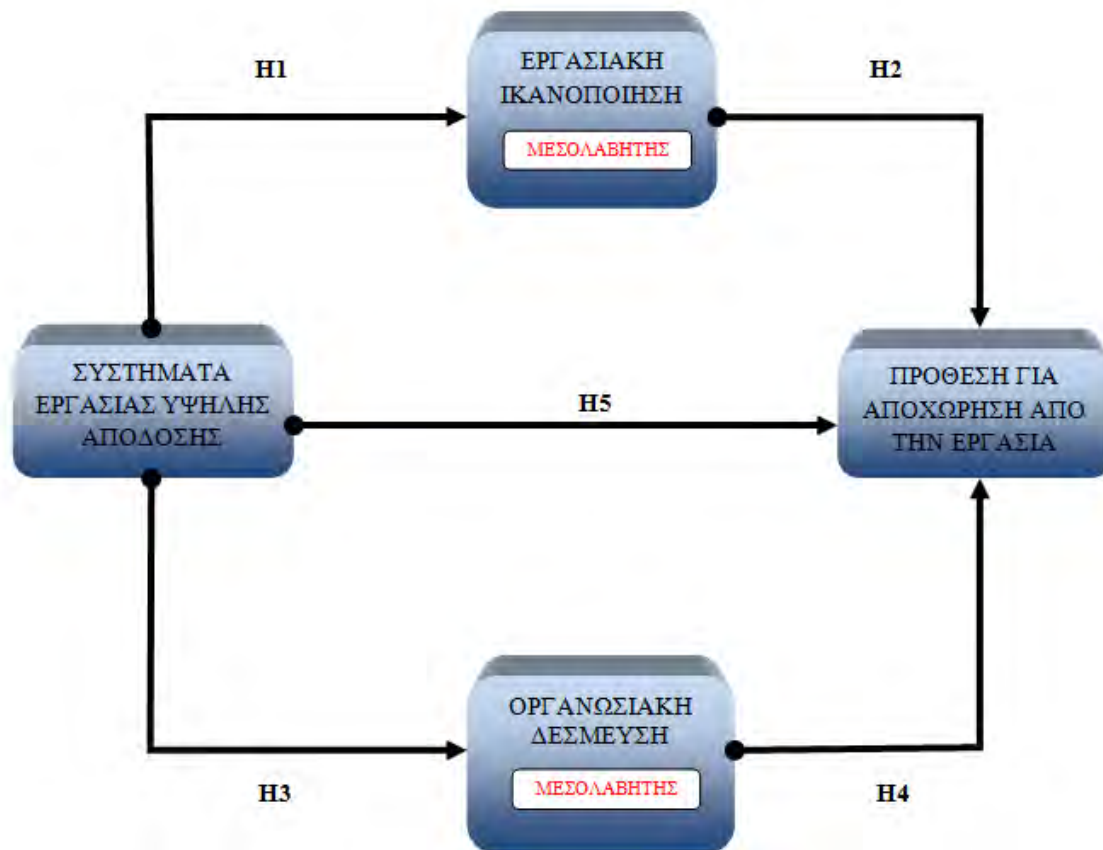 H1
ΕΡΓΑΣΙΑΚΗ
ΙΚΑΝΟΠΟΙΗΣΗ
ΜΕΣΟΛΑΒΗΤΗΣ
H2
ΣΥΣΤΗΜΑΤΑ
ΕΡΓΑΣΙΑΣ ΥΨΗΛΗΣ
ΑΠΟΔΟΣΗΣ
H5
ΠΡΟΘΕΣΗ ΓΙΑ
ΑΠΟΧΩΡΗΣΗ ΑΠΟ
ΤΗΝ ΕΡΓΑΣΙΑ
H3
ΟΡΓΑΝΩΣΙΑΚΗ
ΔΕΣΜΕΥΣΗ
ΜΕΣΟΛΑΒΗΤΗΣ
H4